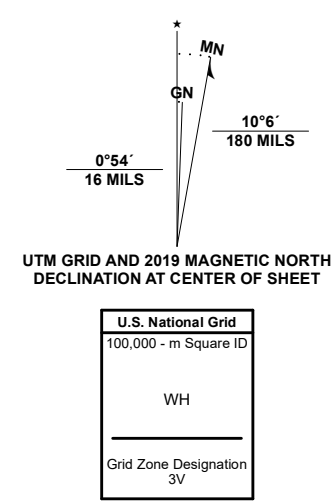 MN
GN
10°6´
180 MILS
0°54´
16 MILS
UTM GRID AND 2019 MAGNETIC NORTH
DECLINATION AT CENTER OF SHEET
U.S. National Grid
100,000 - m Square ID
WH
Grid Zone Designation
3V